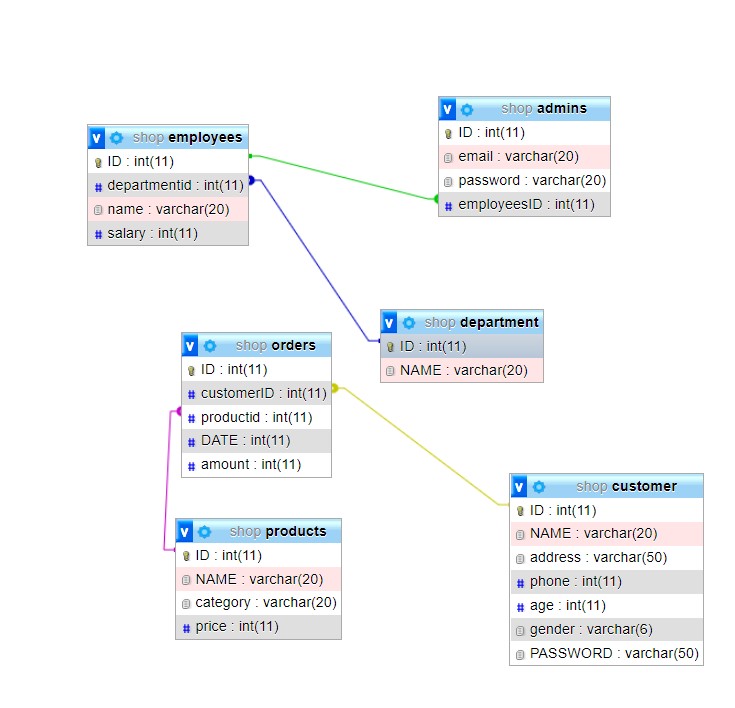 shop employees
ID : int(11)
departmentid : int(11)
name : varchar(20)
salary : int(11)
shop admins
ID : int(11)
email : varchar(20)
password : varchar(20)
employeesID : int(11)
shop department
ID : int(11)
NAME : varchar(20)
shop orders
ID : int(11)
customerID : int(11)
productid : int(11)
DATE : int(11)
amount : int(11)
shop products
ID : int(11)
NAME : varchar(20)
category : varchar(20)
price : int(11)
shop customer
ID : int(11)
NAME : varchar(20)
address : varchar(50)
phone : int(11)
age : int(11)
gender : varchar(6)
PASSWORD : varchar(50)